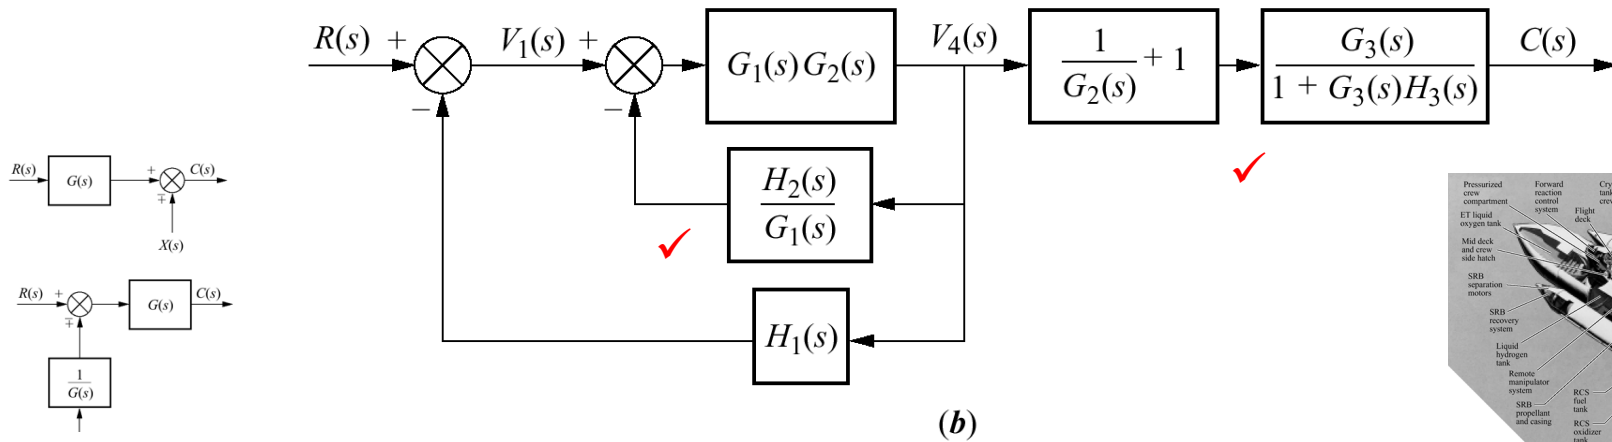 R(s) + V₁(s) + G₁(s)G₂(s) V₄(s) 1/G₂(s) + 1 G₃(s)/1 + G₃(s)H₃(s) C(s)
− −
H₂(s)/G₁(s)
H₁(s)
(b)
R(s) G(s) + C(s)
∓
X(s)
R(s) + G(s) C(s)
∓
1/G(s)
Pressurized
crew
compartment
Forward
reaction
control
system
Flight
deck
ET liquid
oxygen tank
Mid deck
and crew
side hatch
SRB
separation
motors
SRB
recovery
system
Liquid
hydrogen
tank
Remote
manipulator
system
SRB
propellant
and casing
RCS
fuel
tank
RCS
oxidizer
tank